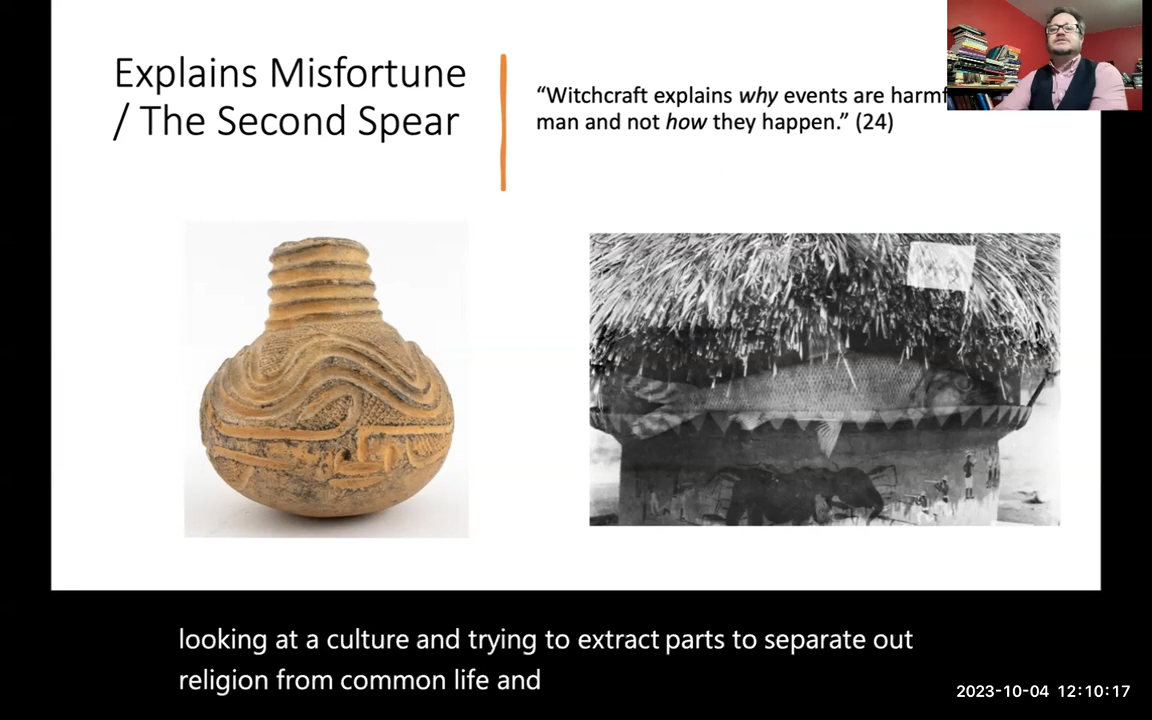 Explains Misfortune
/ The Second Spear
“Witchcraft explains why events are harmf
man and not how they happen.” (24)
looking at a culture and trying to extract parts to separate out
religion from common life and
2023-10-04 12:10:17